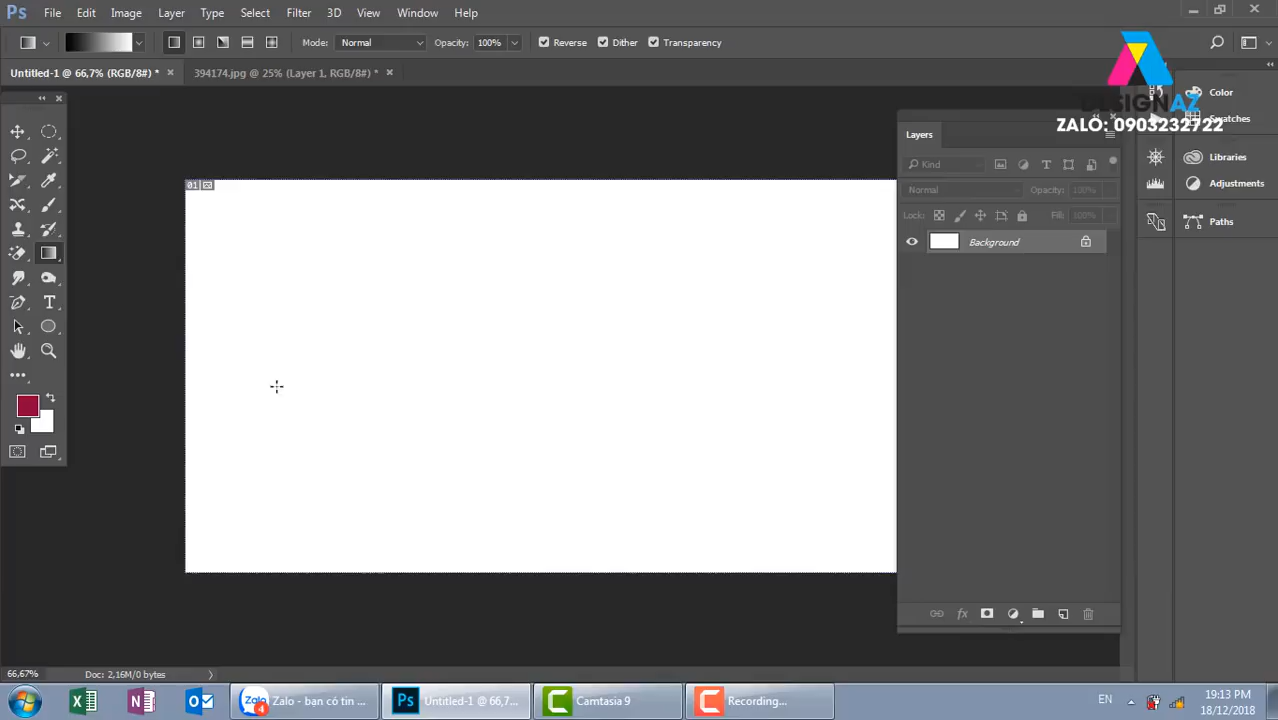 Ps File Edit Image Layer Type Select Filter 3D View Window Help
Mode: Normal Opacity: 100% Reverse Dither Transparency
Untitled-1 @ 66,7% (RGB/8#) * 394174.jpg @ 25% (Layer 1, RGB/8#) *
DESIGNAZ
ZALO: 0903232722
Color
Swatches
Libraries
Adjustments
Paths
Layers
Kind
Normal Opacity: 100%
Lock: Fill: 100%
Background
01
T
66,67% Doc: 2,16M/0 bytes
Zalo - bạn có tin ... Untitled-1 @ 66,7... Camtasia 9 Recording...
4
EN 19:13 PM
18/12/2018